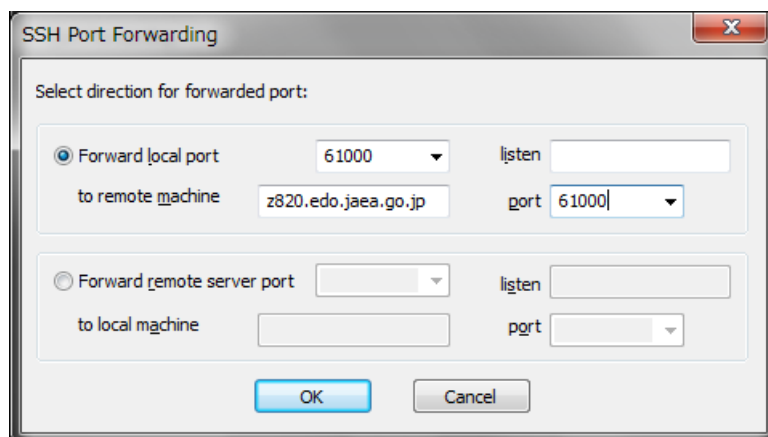 SSH Port Forwarding
x
Select direction for forwarded port:
Forward local port 61000 listen
to remote machine z820.edo.jaea.go.jp port 61000
Forward remote server port listen
to local machine port
OK Cancel